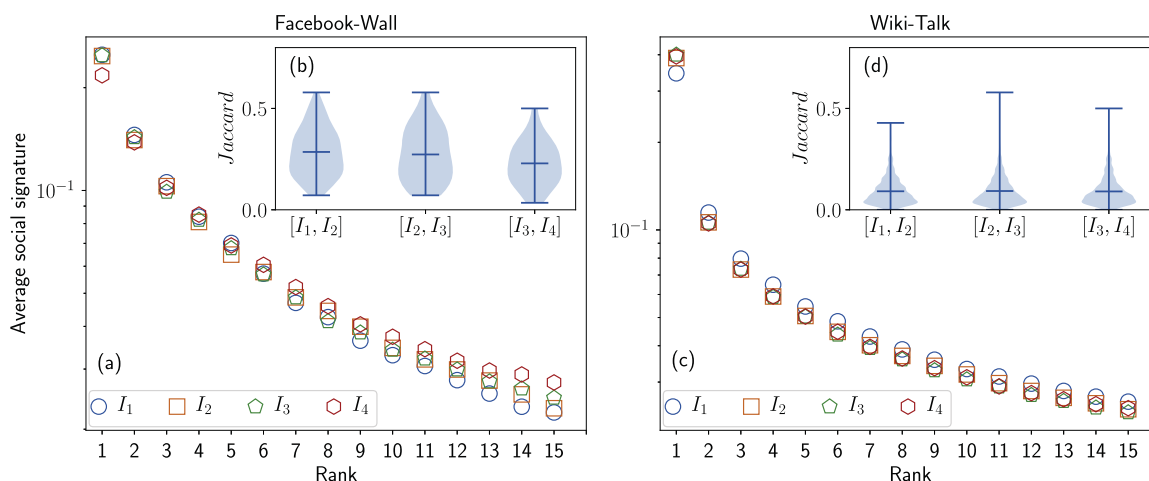 Facebook-Wall
Average social signature
10^{-1}
(a)
I_1 I_2 I_3 I_4
1 2 3 4 5 6 7 8 9 10 11 12 13 14 15
Rank
(b)
Jaccard
0.5
0.0
[I_1, I_2] [I_2, I_3] [I_3, I_4]
Wiki-Talk
10^{-1}
(c)
I_1 I_2 I_3 I_4
1 2 3 4 5 6 7 8 9 10 11 12 13 14 15
Rank
(d)
Jaccard
0.5
0.0
[I_1, I_2] [I_2, I_3] [I_3, I_4]